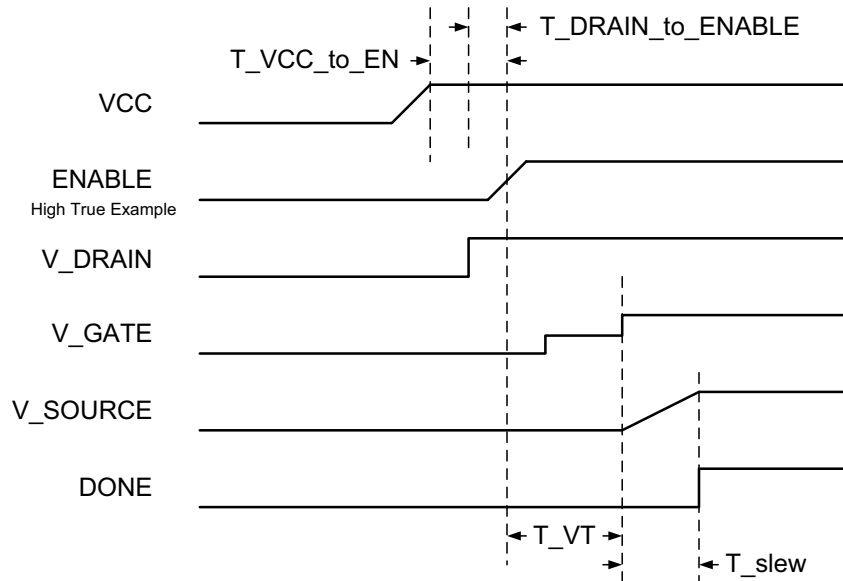 T_DRAIN_to_ENABLE
T_VCC_to_EN
VCC
ENABLE
High True Example
V_DRAIN
V_GATE
V_SOURCE
DONE
T_VT
T_slew